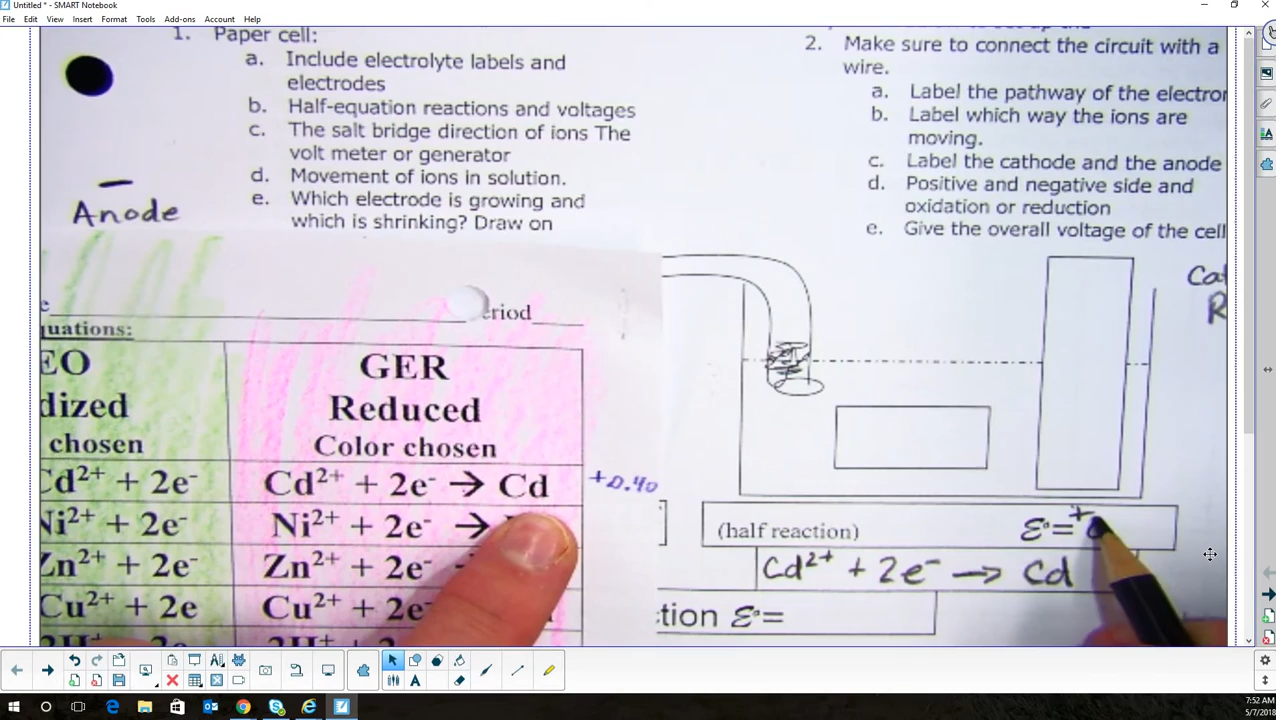 Untitled * - SMART Notebook
File Edit View Insert Format Tools Add-ons Account Help
1. Paper cell:
a. Include electrolyte labels and
electrodes
b. Half-equation reactions and voltages
c. The salt bridge direction of ions The
volt meter or generator
d. Movement of ions in solution.
e. Which electrode is growing and
which is shrinking? Draw on
2. Make sure to connect the circuit with a
wire.
a. Label the pathway of the electror
b. Label which way the ions are
moving.
c. Label the cathode and the anode
d. Positive and negative side and
oxidation or reduction
e. Give the overall voltage of the cell
−
Anode
Cat
R
e____ eriod____
quations:
EO
dized
chosen
GER
Reduced
Color chosen
Cd²⁺ + 2e⁻
Cd²⁺ + 2e⁻ → Cd
+0.40
Ni²⁺ + 2e⁻
Ni²⁺ + 2e⁻ →
Zn²⁺ + 2e⁻
Zn²⁺ + 2e⁻
Cu²⁺ + 2e
Cu²⁺ + 2e
(half reaction) ε°=+
Cd²⁺ + 2e⁻ → Cd
tion ε°=
7:52 AM
5/7/2018